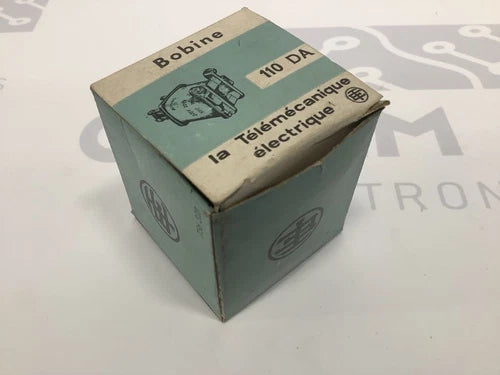 Bobine
110 DA
la Télémécanique
électrique